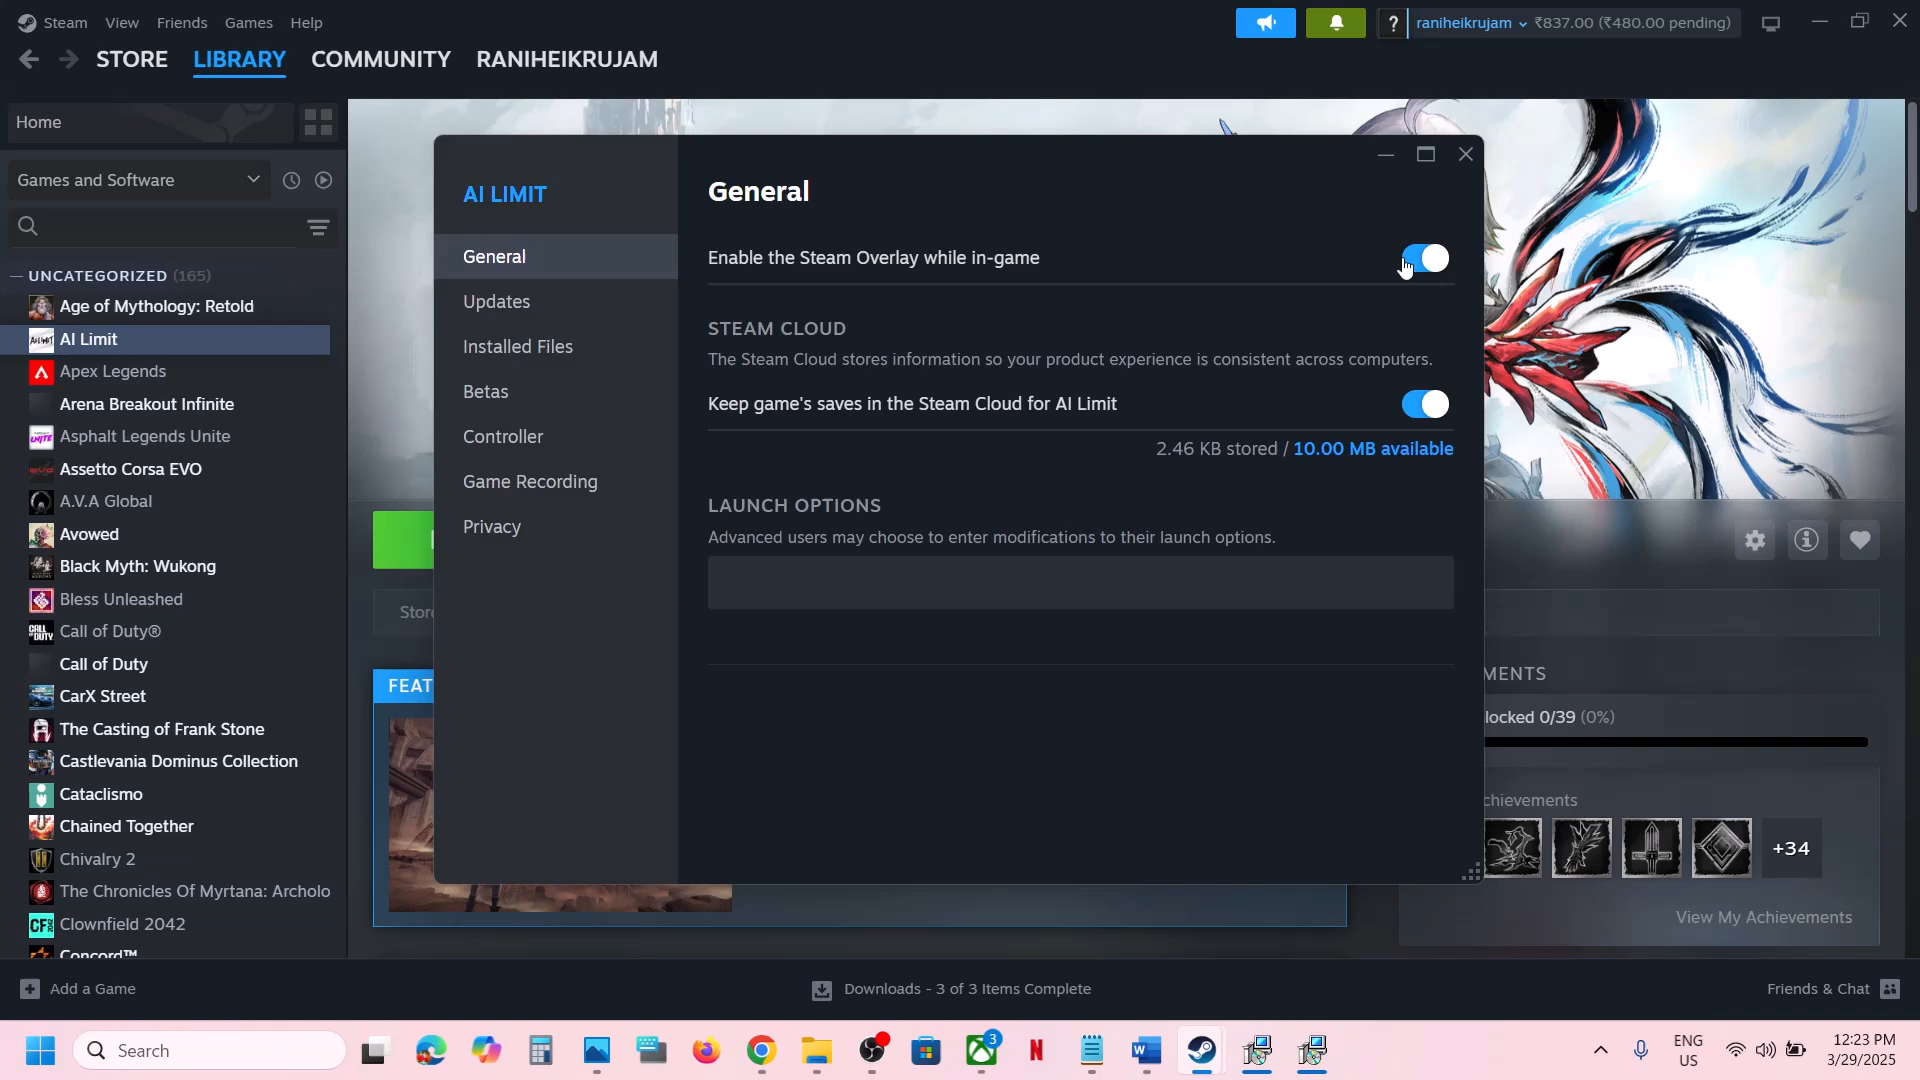 Steam View Friends Games Help
? raniheikrujam ₹837.00 (₹480.00 pending)
STORE LIBRARY COMMUNITY RANIHEIKRUJAM
Home
Games and Software
UNCATEGORIZED (165)
Age of Mythology: Retold
AI Limit
Apex Legends
Arena Breakout Infinite
Asphalt Legends Unite
Assetto Corsa EVO
A.V.A Global
Avowed
Black Myth: Wukong
Bless Unleashed
Call of Duty®
Call of Duty
CarX Street
The Casting of Frank Stone
Castlevania Dominus Collection
Cataclismo
Chained Together
Chivalry 2
The Chronicles Of Myrtana: Archolo
Clownfield 2042
Concord™
AI LIMIT
General
Updates
Installed Files
Betas
Controller
Game Recording
Privacy
General
Enable the Steam Overlay while in-game
STEAM CLOUD
The Steam Cloud stores information so your product experience is consistent across computers.
Keep game's saves in the Steam Cloud for AI Limit
2.46 KB stored / 10.00 MB available
LAUNCH OPTIONS
Advanced users may choose to enter modifications to their launch options.
Store
FEAT
MENTS
locked 0/39 (0%)
chievements
+34
View My Achievements
Add a Game
Downloads - 3 of 3 Items Complete
Friends & Chat
Search
3
ENG
US
12:23 PM
3/29/2025